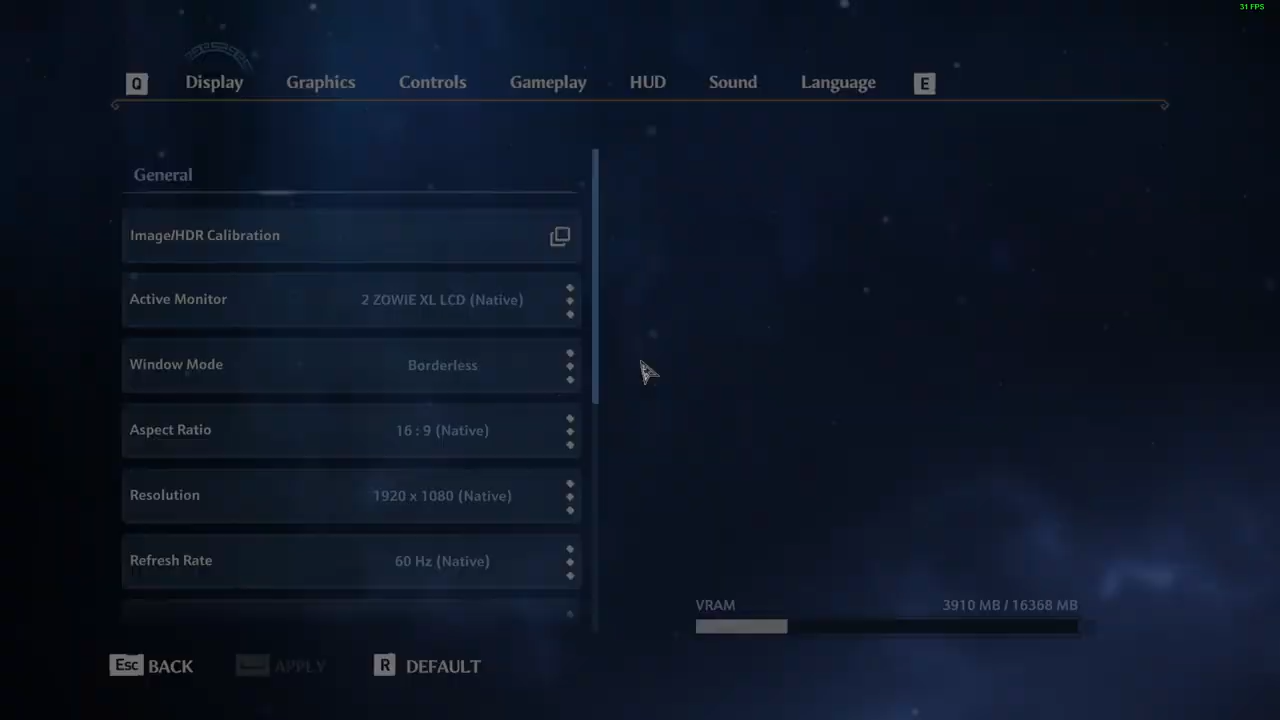 31 FPS
Q Display Graphics Controls Gameplay HUD Sound Language E
General
Image/HDR Calibration
Active Monitor 2 ZOWIE XL LCD (Native)
Window Mode Borderless
Aspect Ratio 16 : 9 (Native)
Resolution 1920 x 1080 (Native)
Refresh Rate 60 Hz (Native)
VRAM 3910 MB / 16368 MB
Esc BACK APPLY R DEFAULT